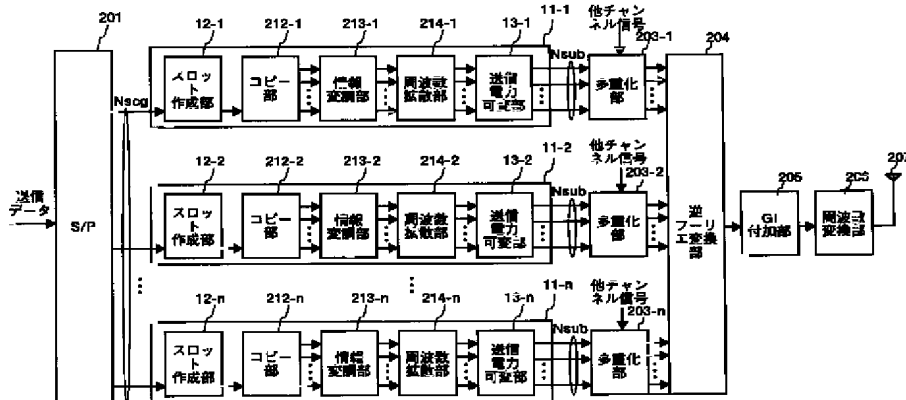 201
12-1
212-1
213-1
214-1
13-1
11-1
Nsub
他チャン
ネル信号
203-1
204
Nscg
スロッ
ト
作成部
コピー
部
情報
変調部
周波数
拡散部
送信
電力
可変部
多重化
部
12-2
212-2
213-2
214-2
13-2
11-2
Nsub
他チャン
ネル信号
203-2
205
207
送信
データ
S/P
スロッ
ト
作成部
コピー
部
情報
変調部
周波数
拡散部
送信
電力
可変部
多重化
部
逆
フーリ
エ変換
部
GI
付加部
周波数
変換部
12-n
212-n
213-n
214-n
13-n
11-n
Nsub
他チャン
ネル信号
203-n
スロッ
ト
作成部
コピー
部
情報
変調部
周波数
拡散部
送信
電力
可変部
多重化
部